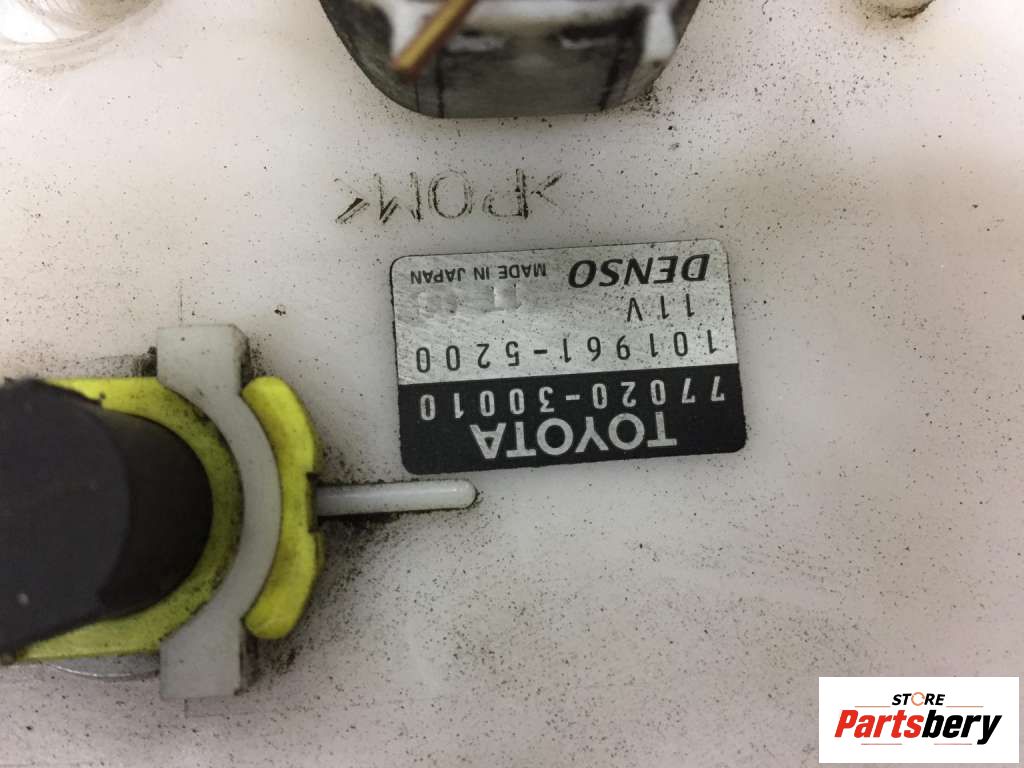 TOYOTA
77020-30010
101961-5200
11V
DENSO MADE IN JAPAN
>POM<
STORE
Partsbery